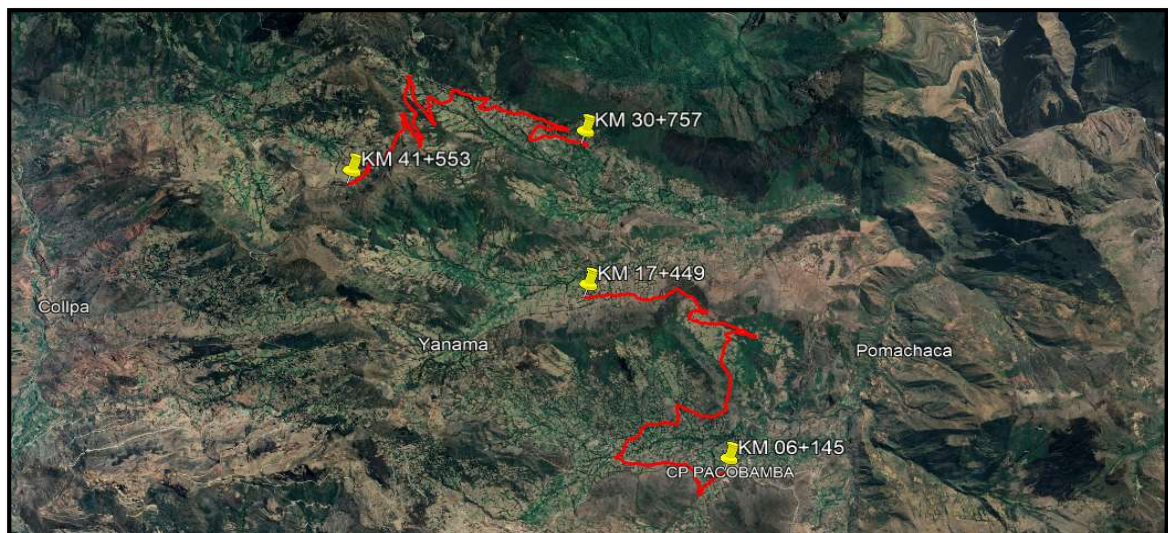 KM 30+757
KM 41+553
KM 17+449
Collpa
Yanama
Pomachaca
KM 06+145
CP PACOBAMBA